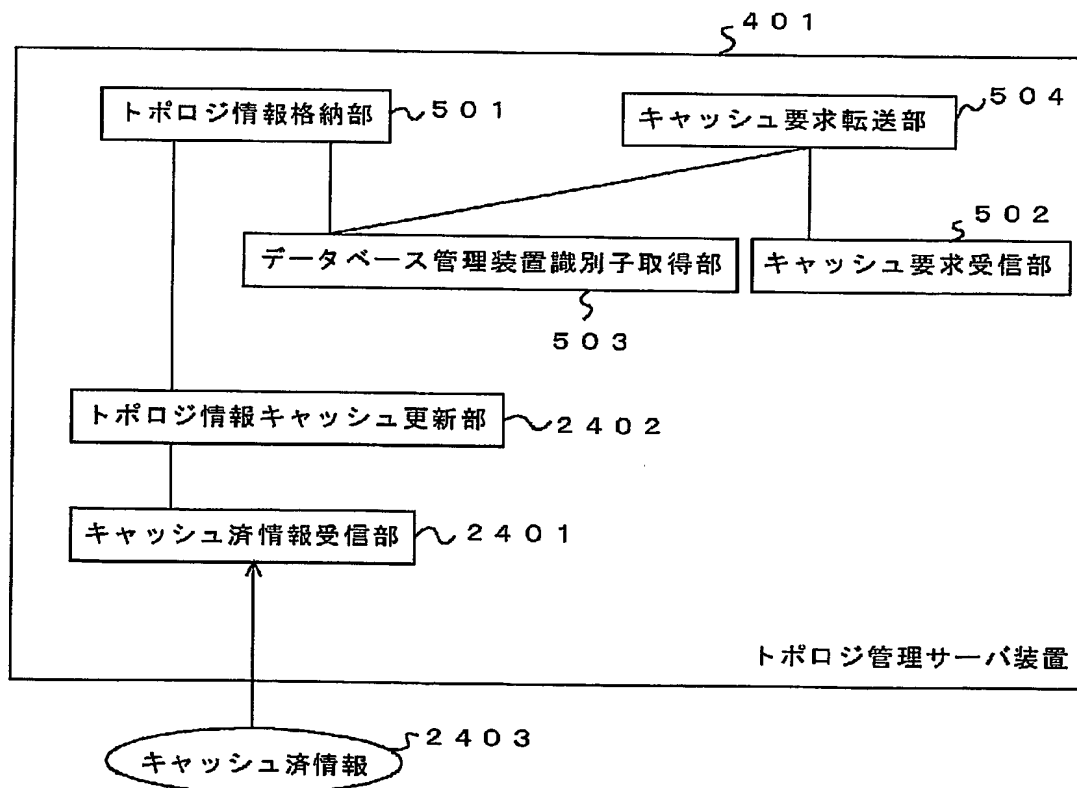 401
トポロジ情報格納部
501
キャッシュ要求転送部
504
502
データベース管理装置識別子取得部
キャッシュ要求受信部
503
トポロジ情報キャッシュ更新部
2402
キャッシュ済情報受信部
2401
トポロジ管理サーバ装置
キャッシュ済情報
2403